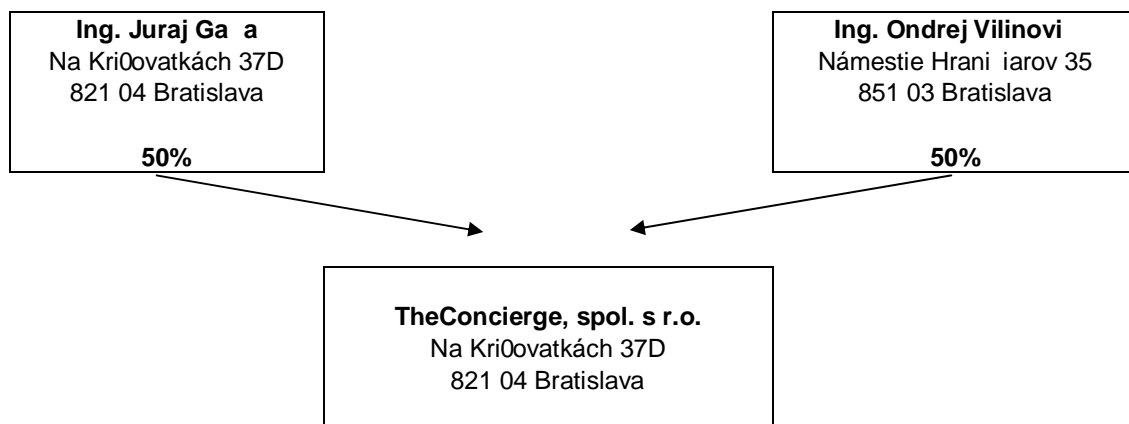 Ing. Juraj Ga a
Na Kri0ovatkách 37D
821 04 Bratislava
50%
Ing. Ondrej Vilinovi
Námestie Hrani iarov 35
851 03 Bratislava
50%
TheConcierge, spol. s r.o.
Na Kri0ovatkách 37D
821 04 Bratislava